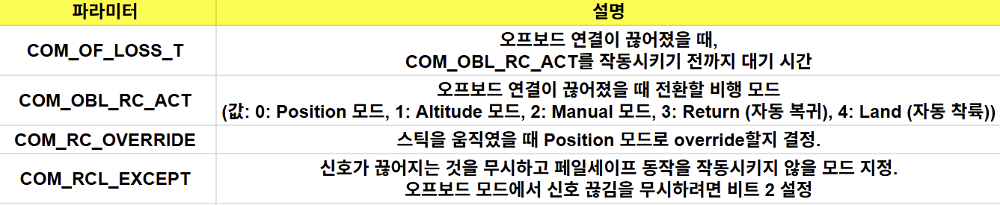 파라미터 설명
COM_OF_LOSS_T 오프보드 연결이 끊어졌을 때,
COM_OBL_RC_ACT를 작동시키기 전까지 대기 시간
COM_OBL_RC_ACT 오프보드 연결이 끊어졌을 때 전환할 비행 모드
(값: 0: Position 모드, 1: Altitude 모드, 2: Manual 모드, 3: Return (자동 복귀), 4: Land (자동 착륙))
COM_RC_OVERRIDE 스틱을 움직였을 때 Position 모드로 override할지 결정.
COM_RCL_EXCEPT 신호가 끊어지는 것을 무시하고 페일세이프 동작을 작동시키지 않을 모드 지정.
오프보드 모드에서 신호 끊김을 무시하려면 비트 2 설정